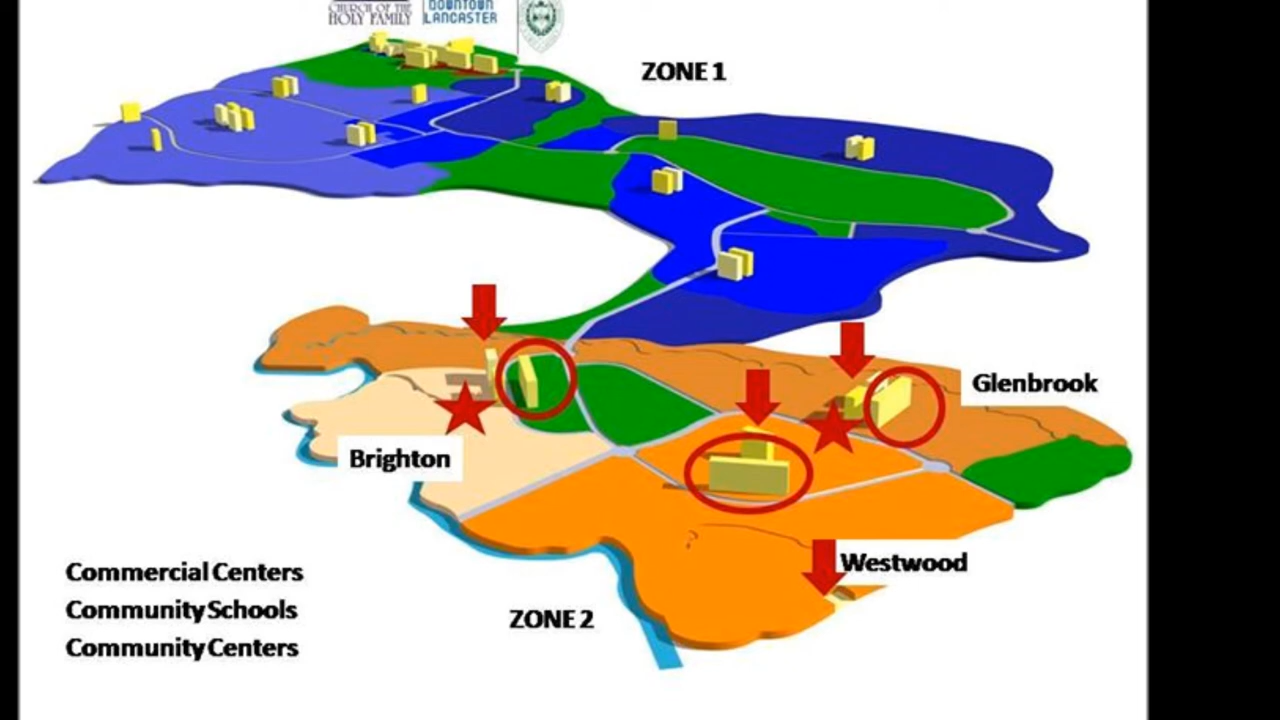 CHURCH OF THE
HOLY FAMILY
DOWNTOWN
LANCASTER
ZONE 1
Glenbrook
Brighton
Westwood
Commercial Centers
Community Schools
Community Centers
ZONE 2